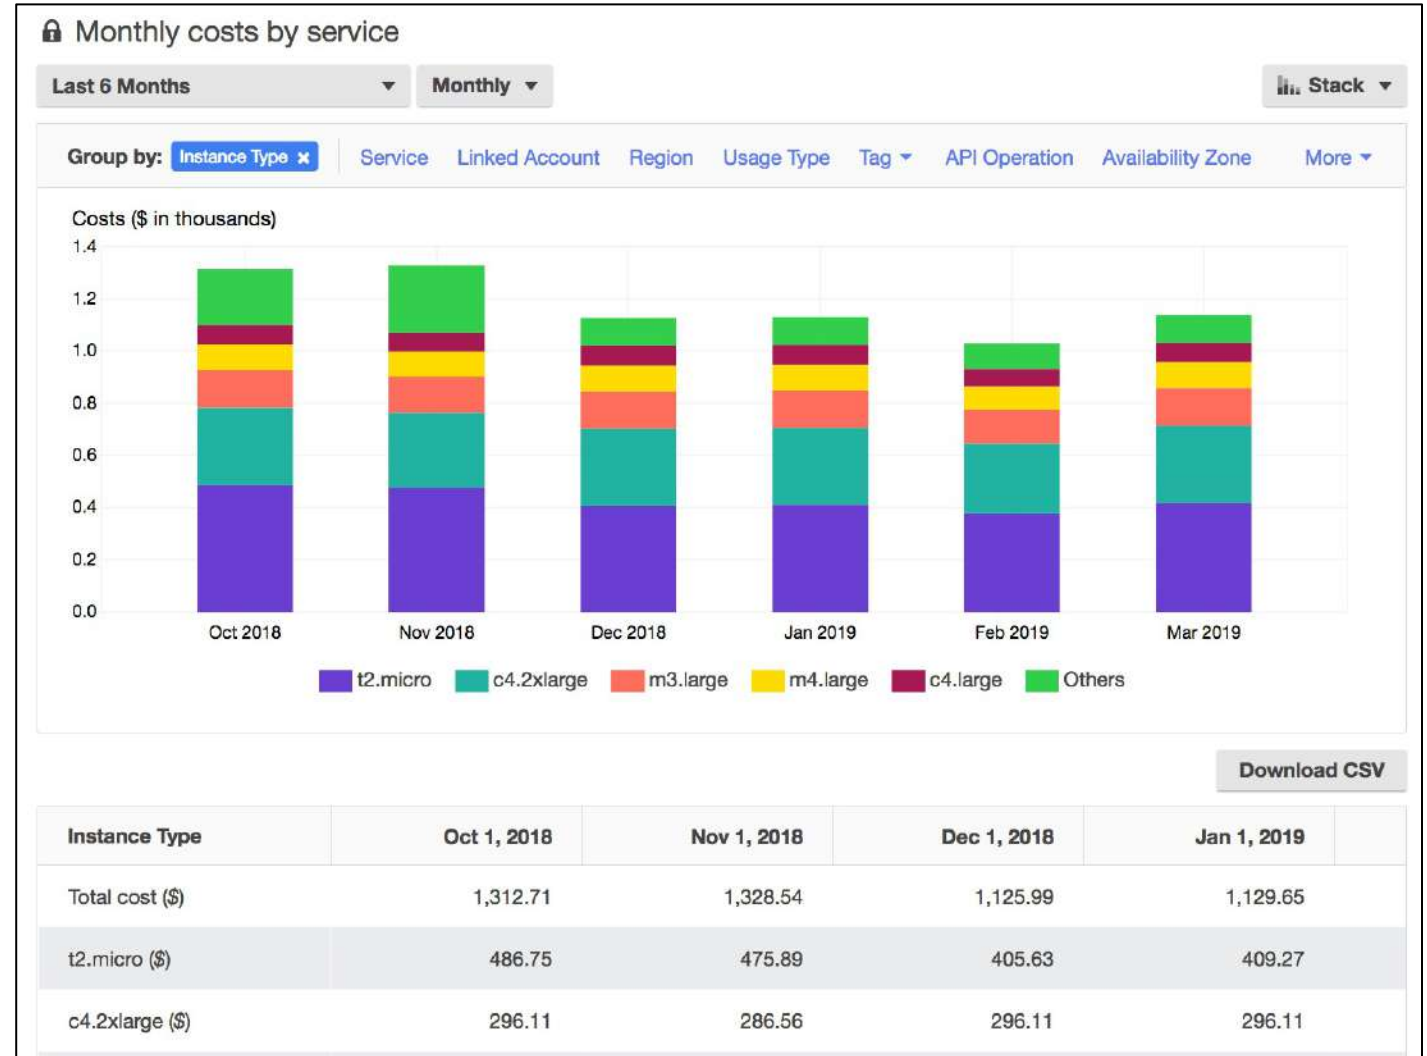 Monthly costs by service
Last 6 Months Monthly Stack
Group by: Instance Type × Service Linked Account Region Usage Type Tag API Operation Availability Zone More
Costs ($ in thousands)
1.4
1.2
1.0
0.8
0.6
0.4
0.2
0.0
Oct 2018 Nov 2018 Dec 2018 Jan 2019 Feb 2019 Mar 2019
t2.micro c4.2xlarge m3.large m4.large c4.large Others
Download CSV
Instance Type Oct 1, 2018 Nov 1, 2018 Dec 1, 2018 Jan 1, 2019
Total cost ($) 1,312.71 1,328.54 1,125.99 1,129.65
t2.micro ($) 486.75 475.89 405.63 409.27
c4.2xlarge ($) 296.11 286.56 296.11 296.11